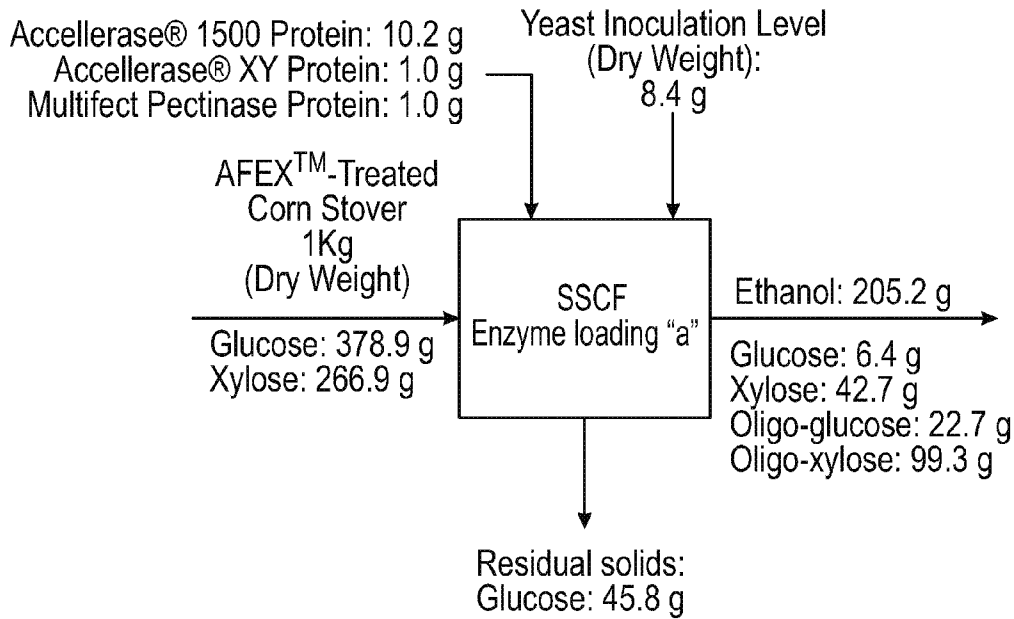 Accellerase® 1500 Protein: 10.2 g
Accellerase® XY Protein: 1.0 g
Multifect Pectinase Protein: 1.0 g
Yeast Inoculation Level
(Dry Weight):
8.4 g
AFEX™-Treated
Corn Stover
1Kg
(Dry Weight)
Glucose: 378.9 g
Xylose: 266.9 g
SSCF
Enzyme loading “a”
Ethanol: 205.2 g
Glucose: 6.4 g
Xylose: 42.7 g
Oligo-glucose: 22.7 g
Oligo-xylose: 99.3 g
Residual solids:
Glucose: 45.8 g